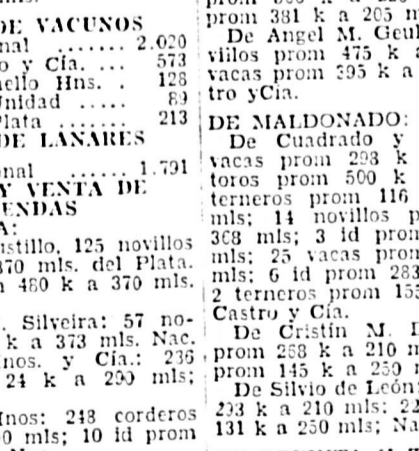 DE VACUNOS
nal ....... 2.020
o y Cía. ... 573
ello Hns. . 128
Unidad ..... 89
lata ....... 213
DE LANARES
nal ...... 1.791
Y VENTA DE
ENDAS
A:
ustillo, 125 novillos
370 mls. del Plata.
n 480 k a 370 mls.
. Silveira: 57 no-
k a 373 mls. Nac.
inos. y Cía.: 236
24 k a 290 mls;
Inos: 248 corderos
0 mls; 10 id prom
prom 381 k a 205 m
De Angel M. Geul
villos prom 475 k a
vacas prom 395 k a
tro yCia.
DE MALDONADO:
De Cuadrado y
vacas prom 298 k
toros prom 500 k
terneros prom 116
mls; 14 novillos p
368 mls; 3 id prom
mls; 25 vacas prom
mls; 6 id prom 283
2 terneros prom 155
Castro y Cía.
De Cristín M. D
prom 268 k a 210 m
prom 145 k a 250 m
De Silvio de León:
293 k a 210 mls; 22
131 k a 250 mls; Na